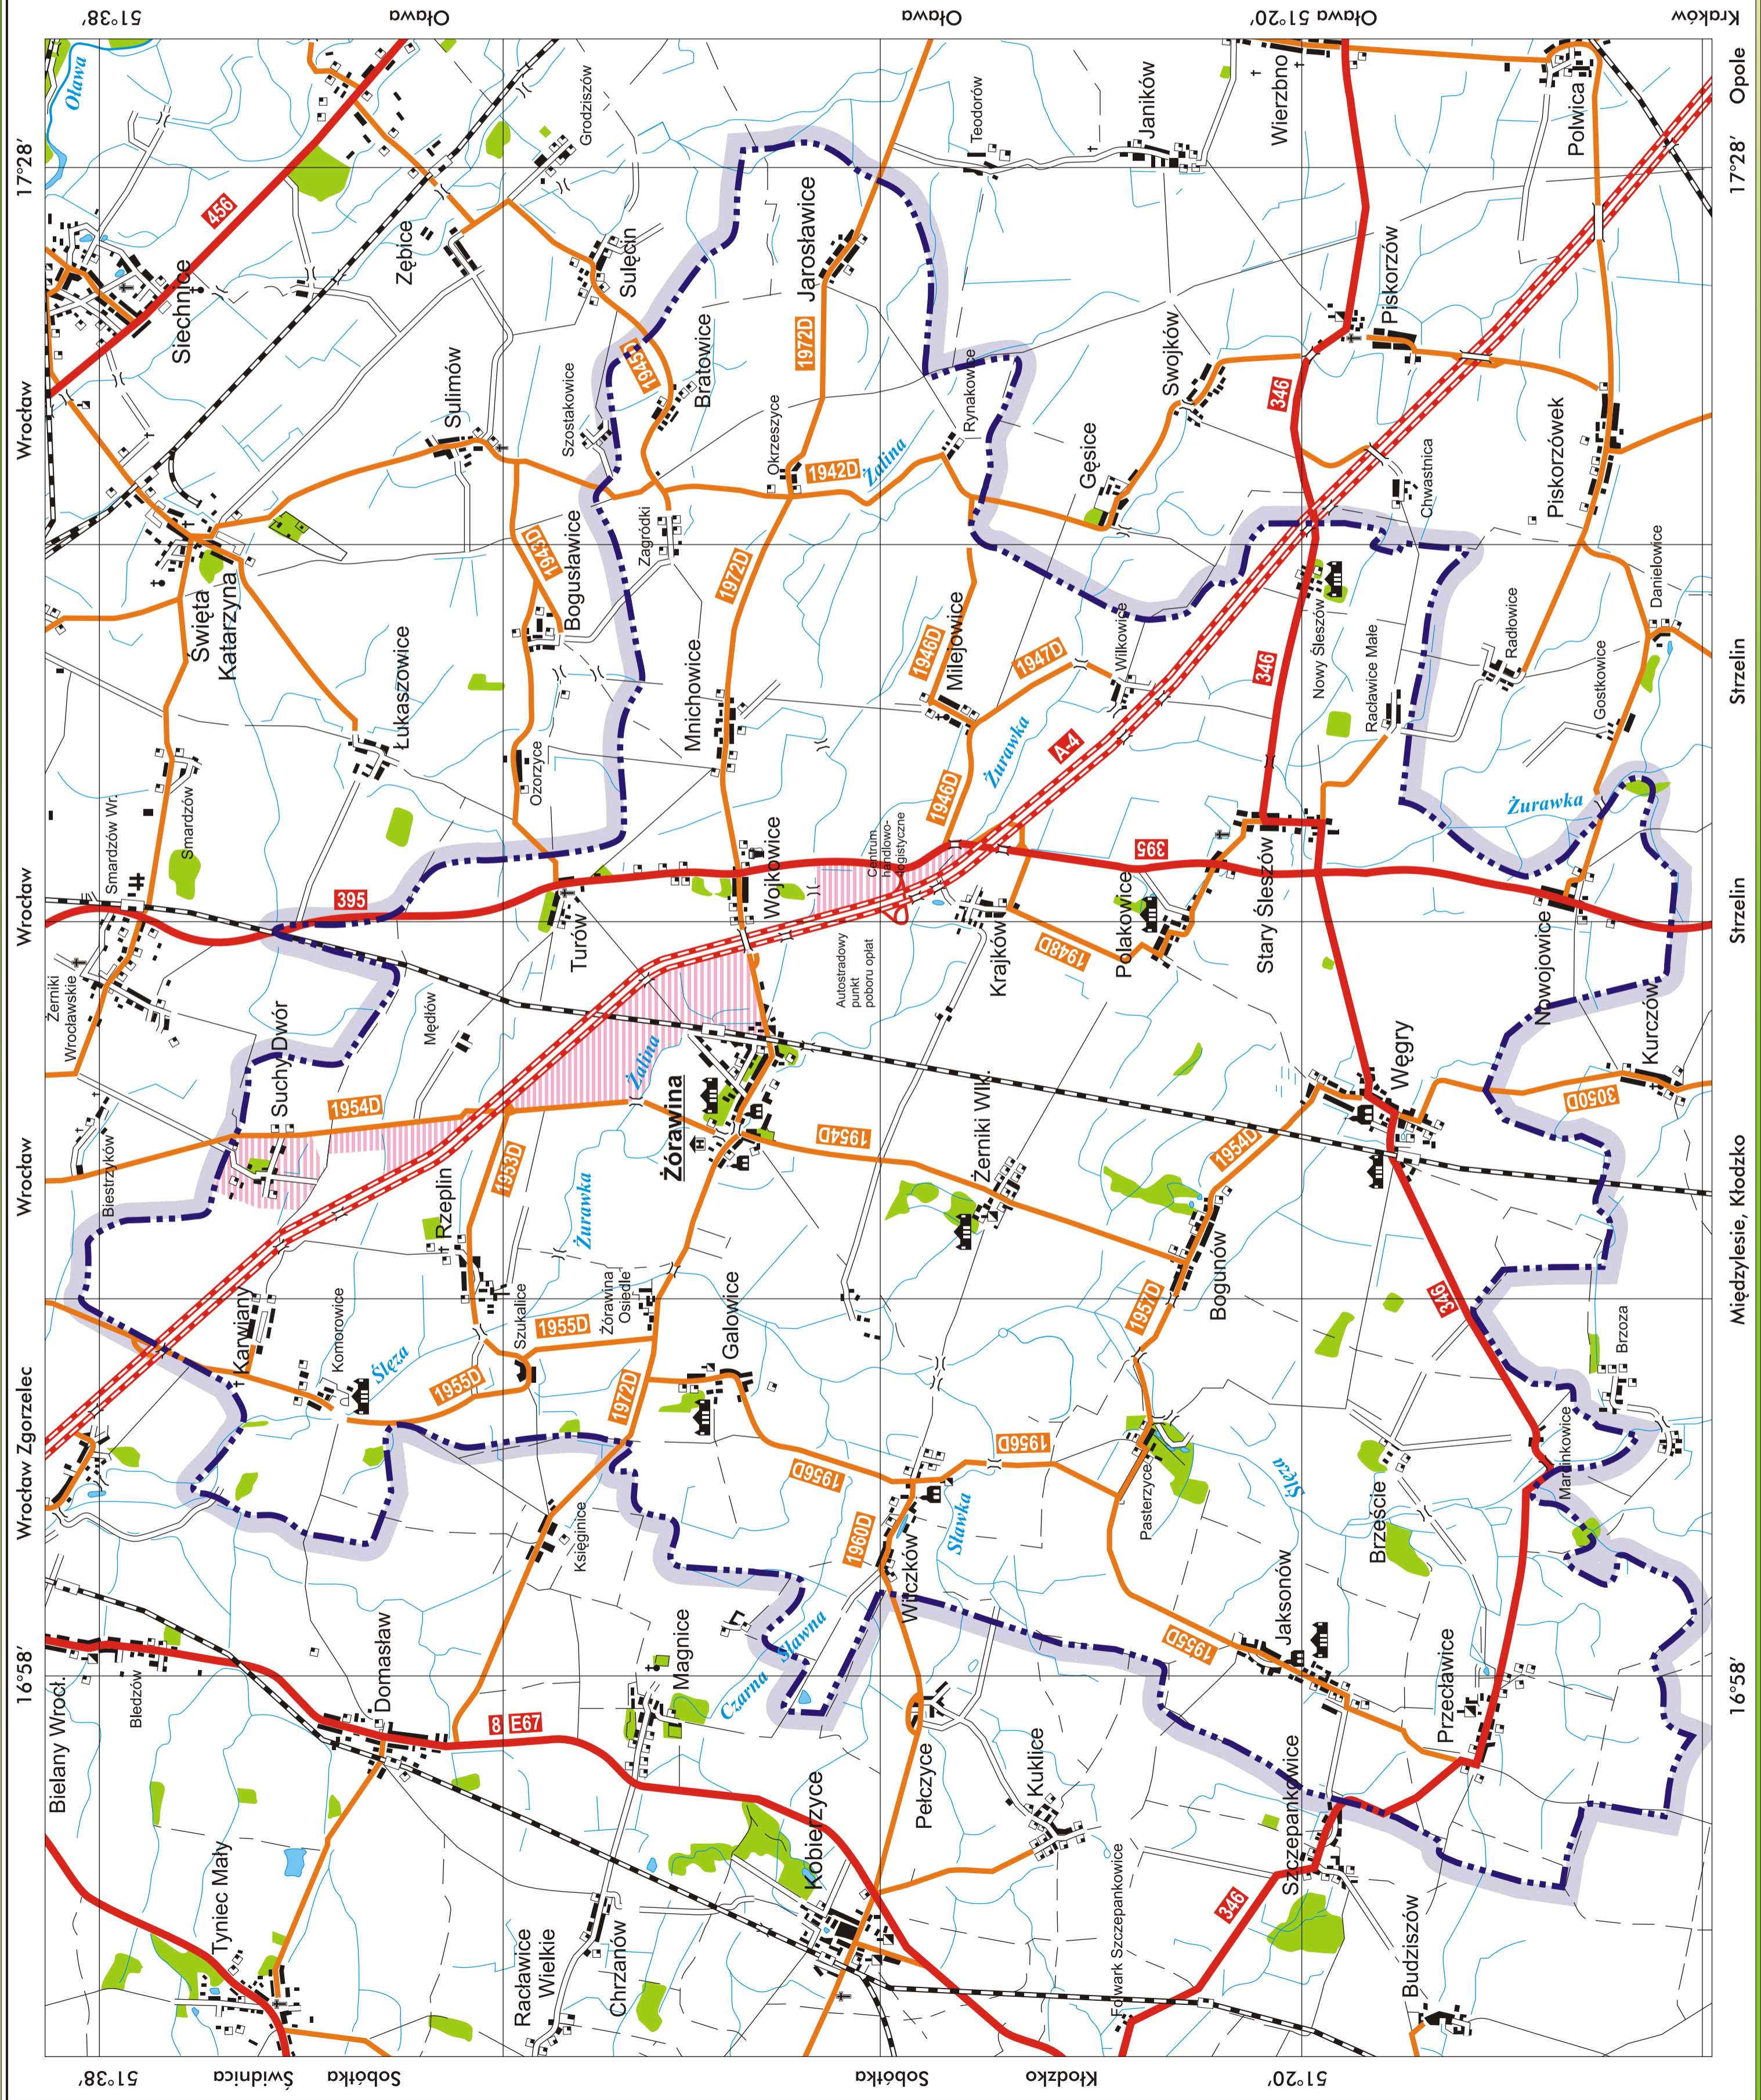 Wrocław Zgorzelec
Wrocław
Wrocław
Wrocław
16°58'
17°28'
51°38'
Świdnica
Sobótka
Sobótka
Kłodzko
51°20'
51°38'
Oława
Oława
51°20'
Oława
Międzylesie, Kłodzko
Strzelin
Strzelin
Opole
Kraków
16°58'
17°28'
Bielany Wrocł.
Bledzów
Tyniec Mały
Domasław
Racławice
Wielkie
Chrzanów
Magnice
Księginice
Kobierzyce
Pełczyce
Kuklice
Folwark Szczepankowice
Szczepankowice
Budziszów
Przecławice
Jaksonów
Brzeście
Marcinkowice
Brzoza
Pasterzyce
Wilczków
Galowice
Żórawina
Osiedle
Szukalice
Rzeplin
Komorowice
Karwiany
Biestrzyków
Suchy Dwór
Mędłów
Żerniki
Wrocławskie
Smardzów Wr.
Smardzów
Żórawina
Żerniki Wlk.
Bogunów
Węgry
Kurczów
Nowojowice
Stary Śleszów
Polakowice
Krajków
Autostradowy
punkt
poboru opłat
Centrum
handlowo-
logistyczne
Wojkowice
Turów
Ozorzyce
Łukaszowice
Święta
Katarzyna
Siechnice
Zębice
Sulimów
Szostakowice
Sulęcin
Grodziszów
Bogusławice
Zagródki
Bratowice
Okrzeszyce
Jarosławice
Mnichowice
Milejowice
Wilkowice
Rynakowice
Gęsice
Swojków
Teodorów
Janików
Wierzbno
Polwica
Piskorzów
Piskorzówek
Chwastnica
Nowy Śleszów
Racławice Małe
Radłowice
Gostkowice
Danielowice
Oława
Ślęza
Ślęza
Żurawka
Żurawka
Żurawka
Żalina
Żalina
Sławka
Czarna Sławna
456
395
395
346
346
346
346
8
E67
A-4
1954D
1954D
1954D
1953D
1955D
1955D
1955D
1972D
1972D
1972D
1956D
1956D
1957D
1960D
1948D
1946D
1946D
1947D
1942D
1943D
1945D
3050D